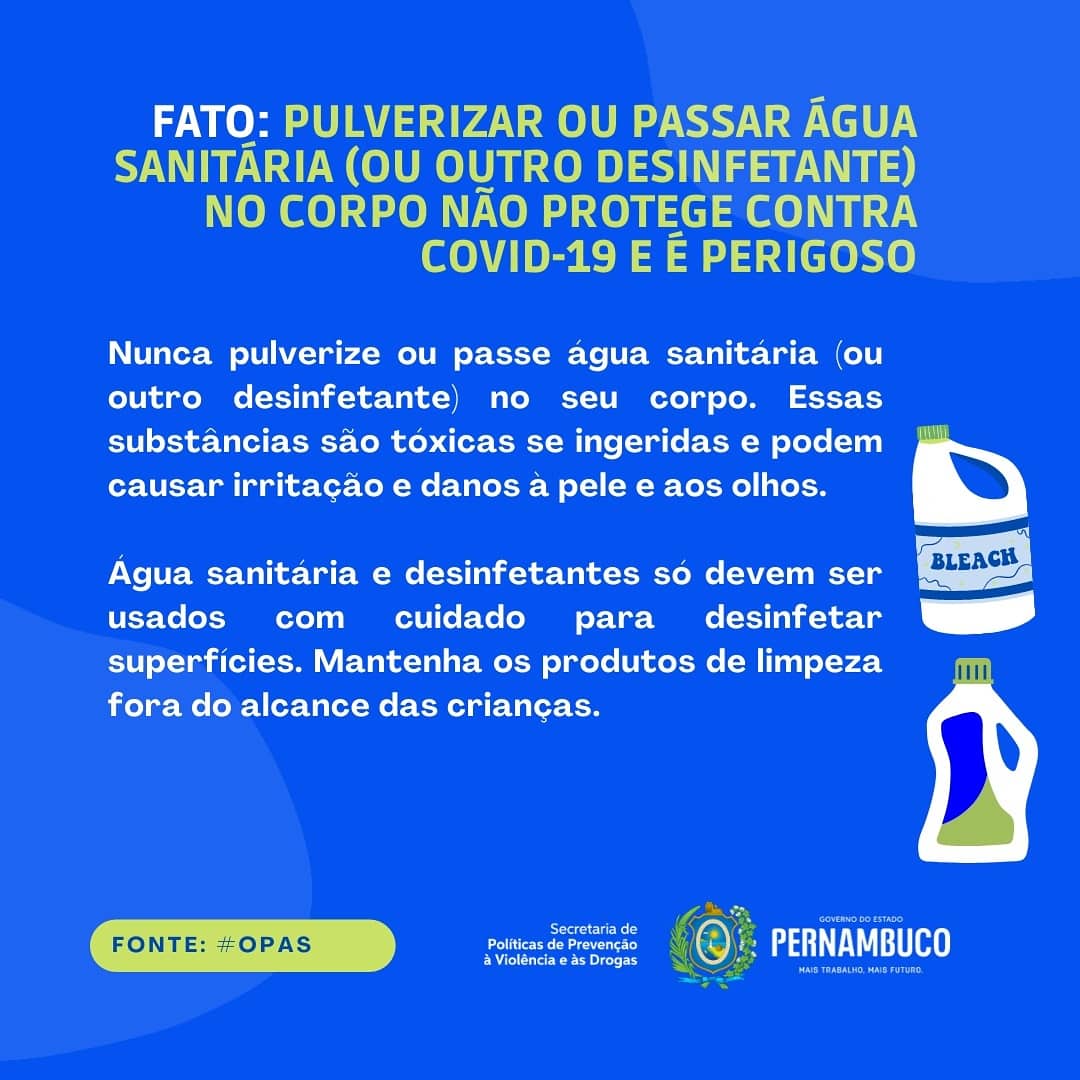 FATO: PULVERIZAR OU PASSAR ÁGUA
SANITÁRIA (OU OUTRO DESINFETANTE)
NO CORPO NÃO PROTEGE CONTRA
COVID-19 E É PERIGOSO
Nunca pulverize ou passe água sanitária (ou
outro desinfetante) no seu corpo. Essas
substâncias são tóxicas se ingeridas e podem
causar irritação e danos à pele e aos olhos.
Água sanitária e desinfetantes só devem ser
usados com cuidado para desinfetar
superfícies. Mantenha os produtos de limpeza
fora do alcance das crianças.
BLEACH
FONTE: #OPAS
Secretaria de
Políticas de Prevenção
à Violência e às Drogas
GOVERNO DO ESTADO
PERNAMBUCO
MAIS TRABALHO, MAIS FUTURO.